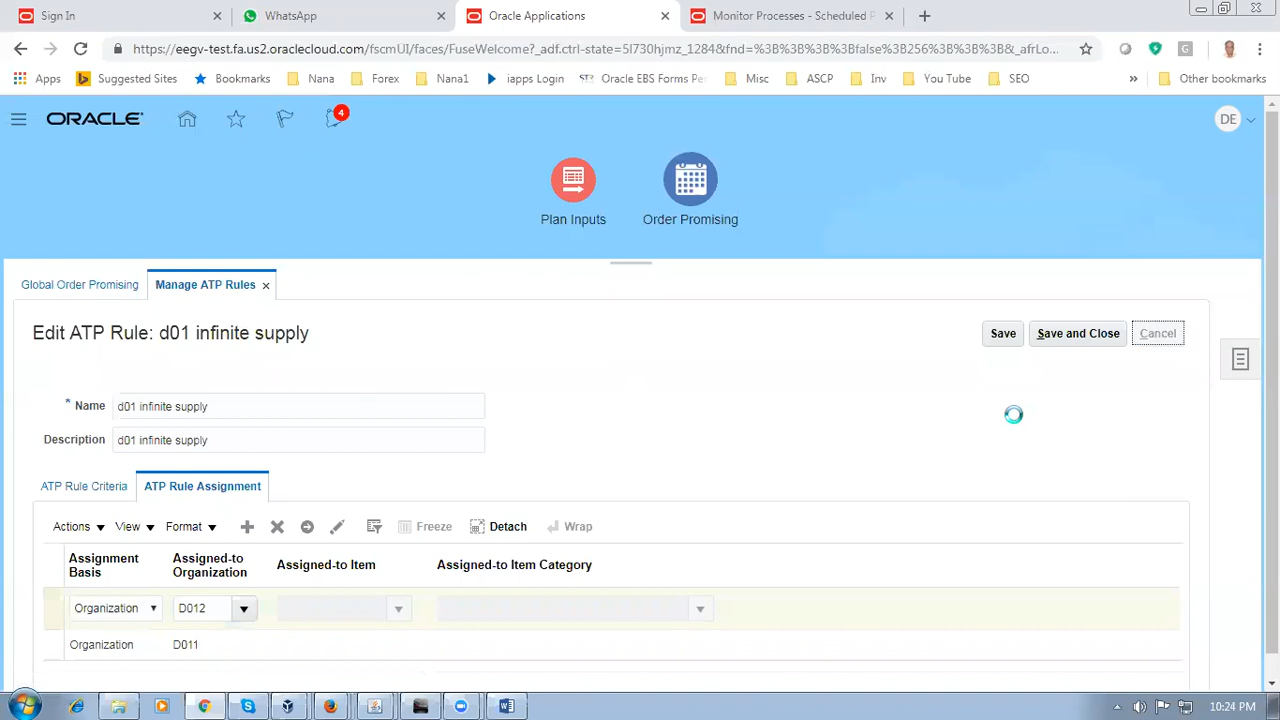 Sign In
WhatsApp
Oracle Applications
Monitor Processes - Scheduled P
https://eegv-test.fa.us2.oraclecloud.com/fscmUI/faces/FuseWelcome?_adf.ctrl-state=5l730hjmz_1284&fnd=%3B%3B%3B%3Bfalse%3B256%3B%3B%3B&_afrLo...
Apps
Suggested Sites
Bookmarks
Nana
Forex
Nana1
iapps Login
Oracle EBS Forms Pe
Misc
ASCP
Inv
You Tube
SEO
»
Other bookmarks
ORACLE
4
DE
Plan Inputs
Order Promising
Global Order Promising
Manage ATP Rules
Edit ATP Rule: d01 infinite supply
Save
Save and Close
Cancel
* Name
d01 infinite supply
Description
d01 infinite supply
ATP Rule Criteria
ATP Rule Assignment
Actions
View
Format
Freeze
Detach
Wrap
Assignment
Basis
Assigned-to
Organization
Assigned-to Item
Assigned-to Item Category
Organization
D012
Organization
D011
10:24 PM